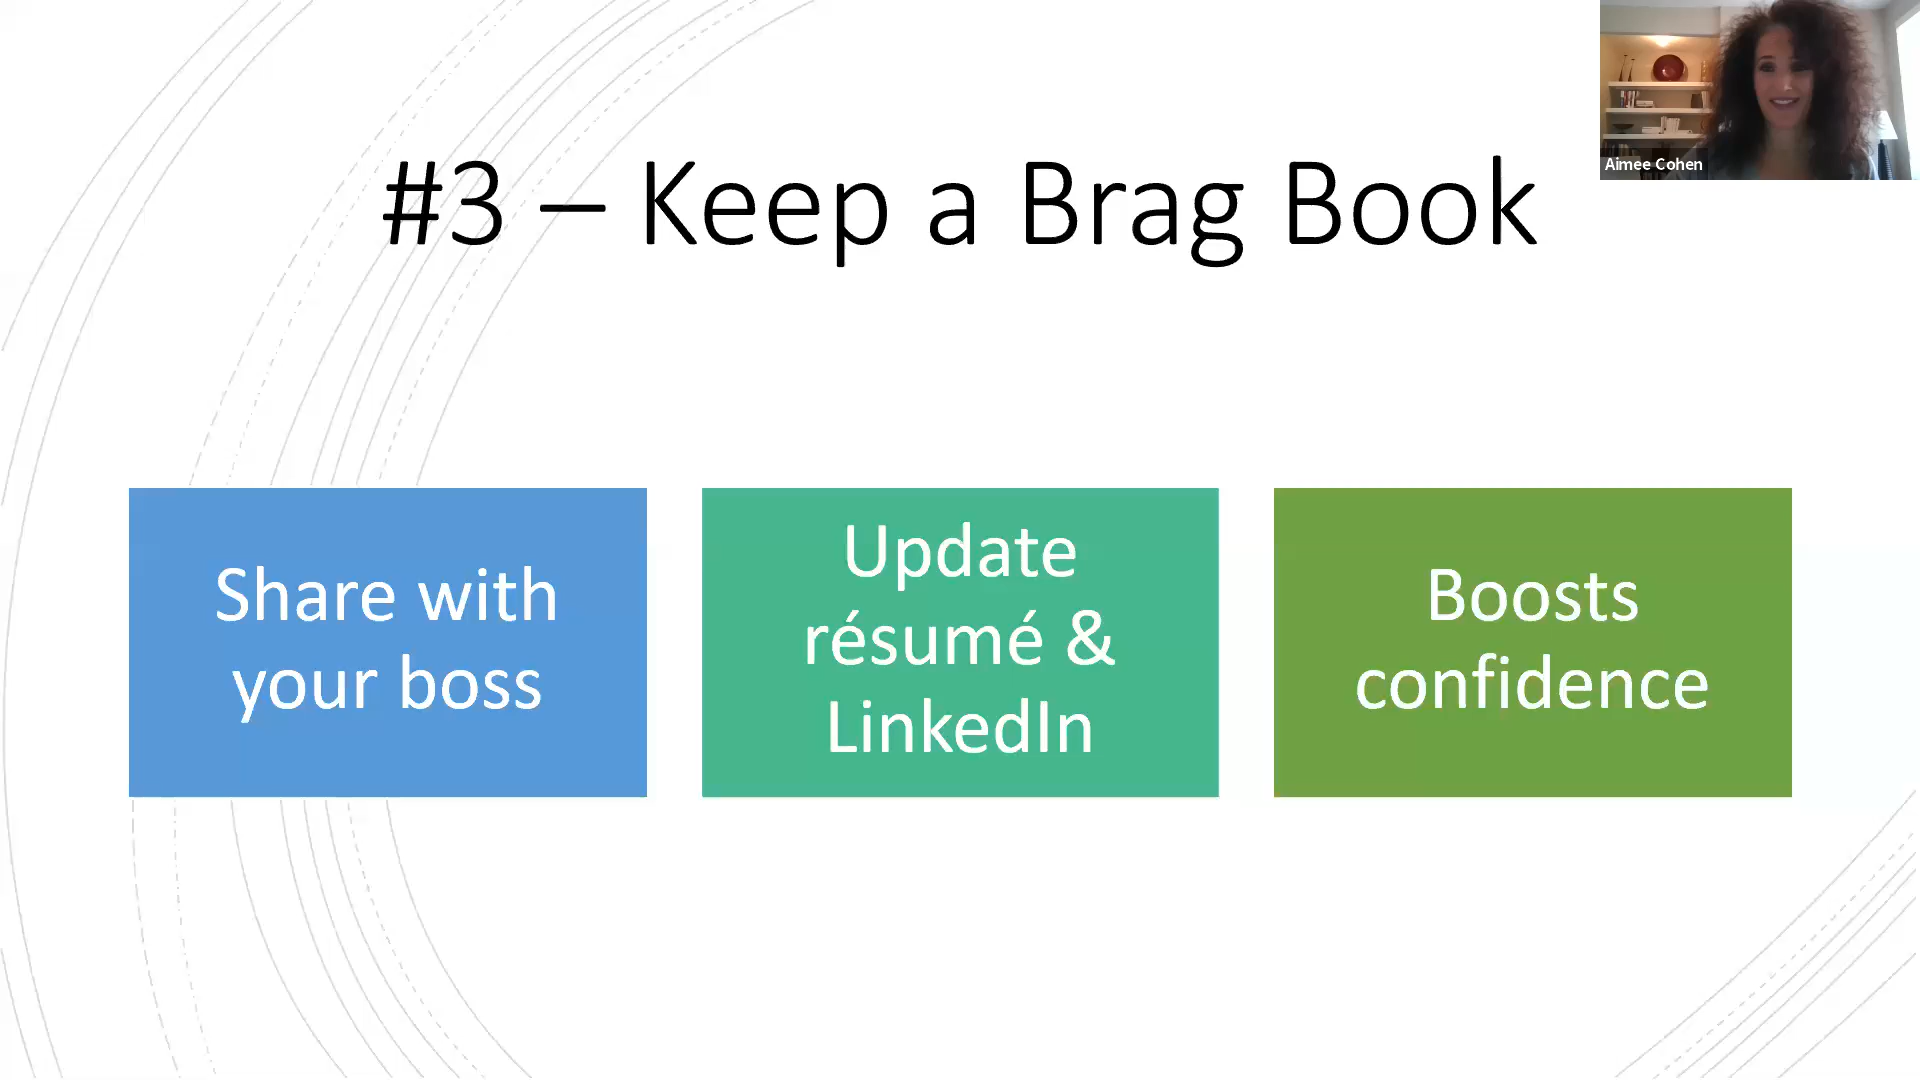 #3 – Keep a Brag Book
Aimee Cohen
Share with
your boss
Update
résumé &
LinkedIn
Boosts
confidence